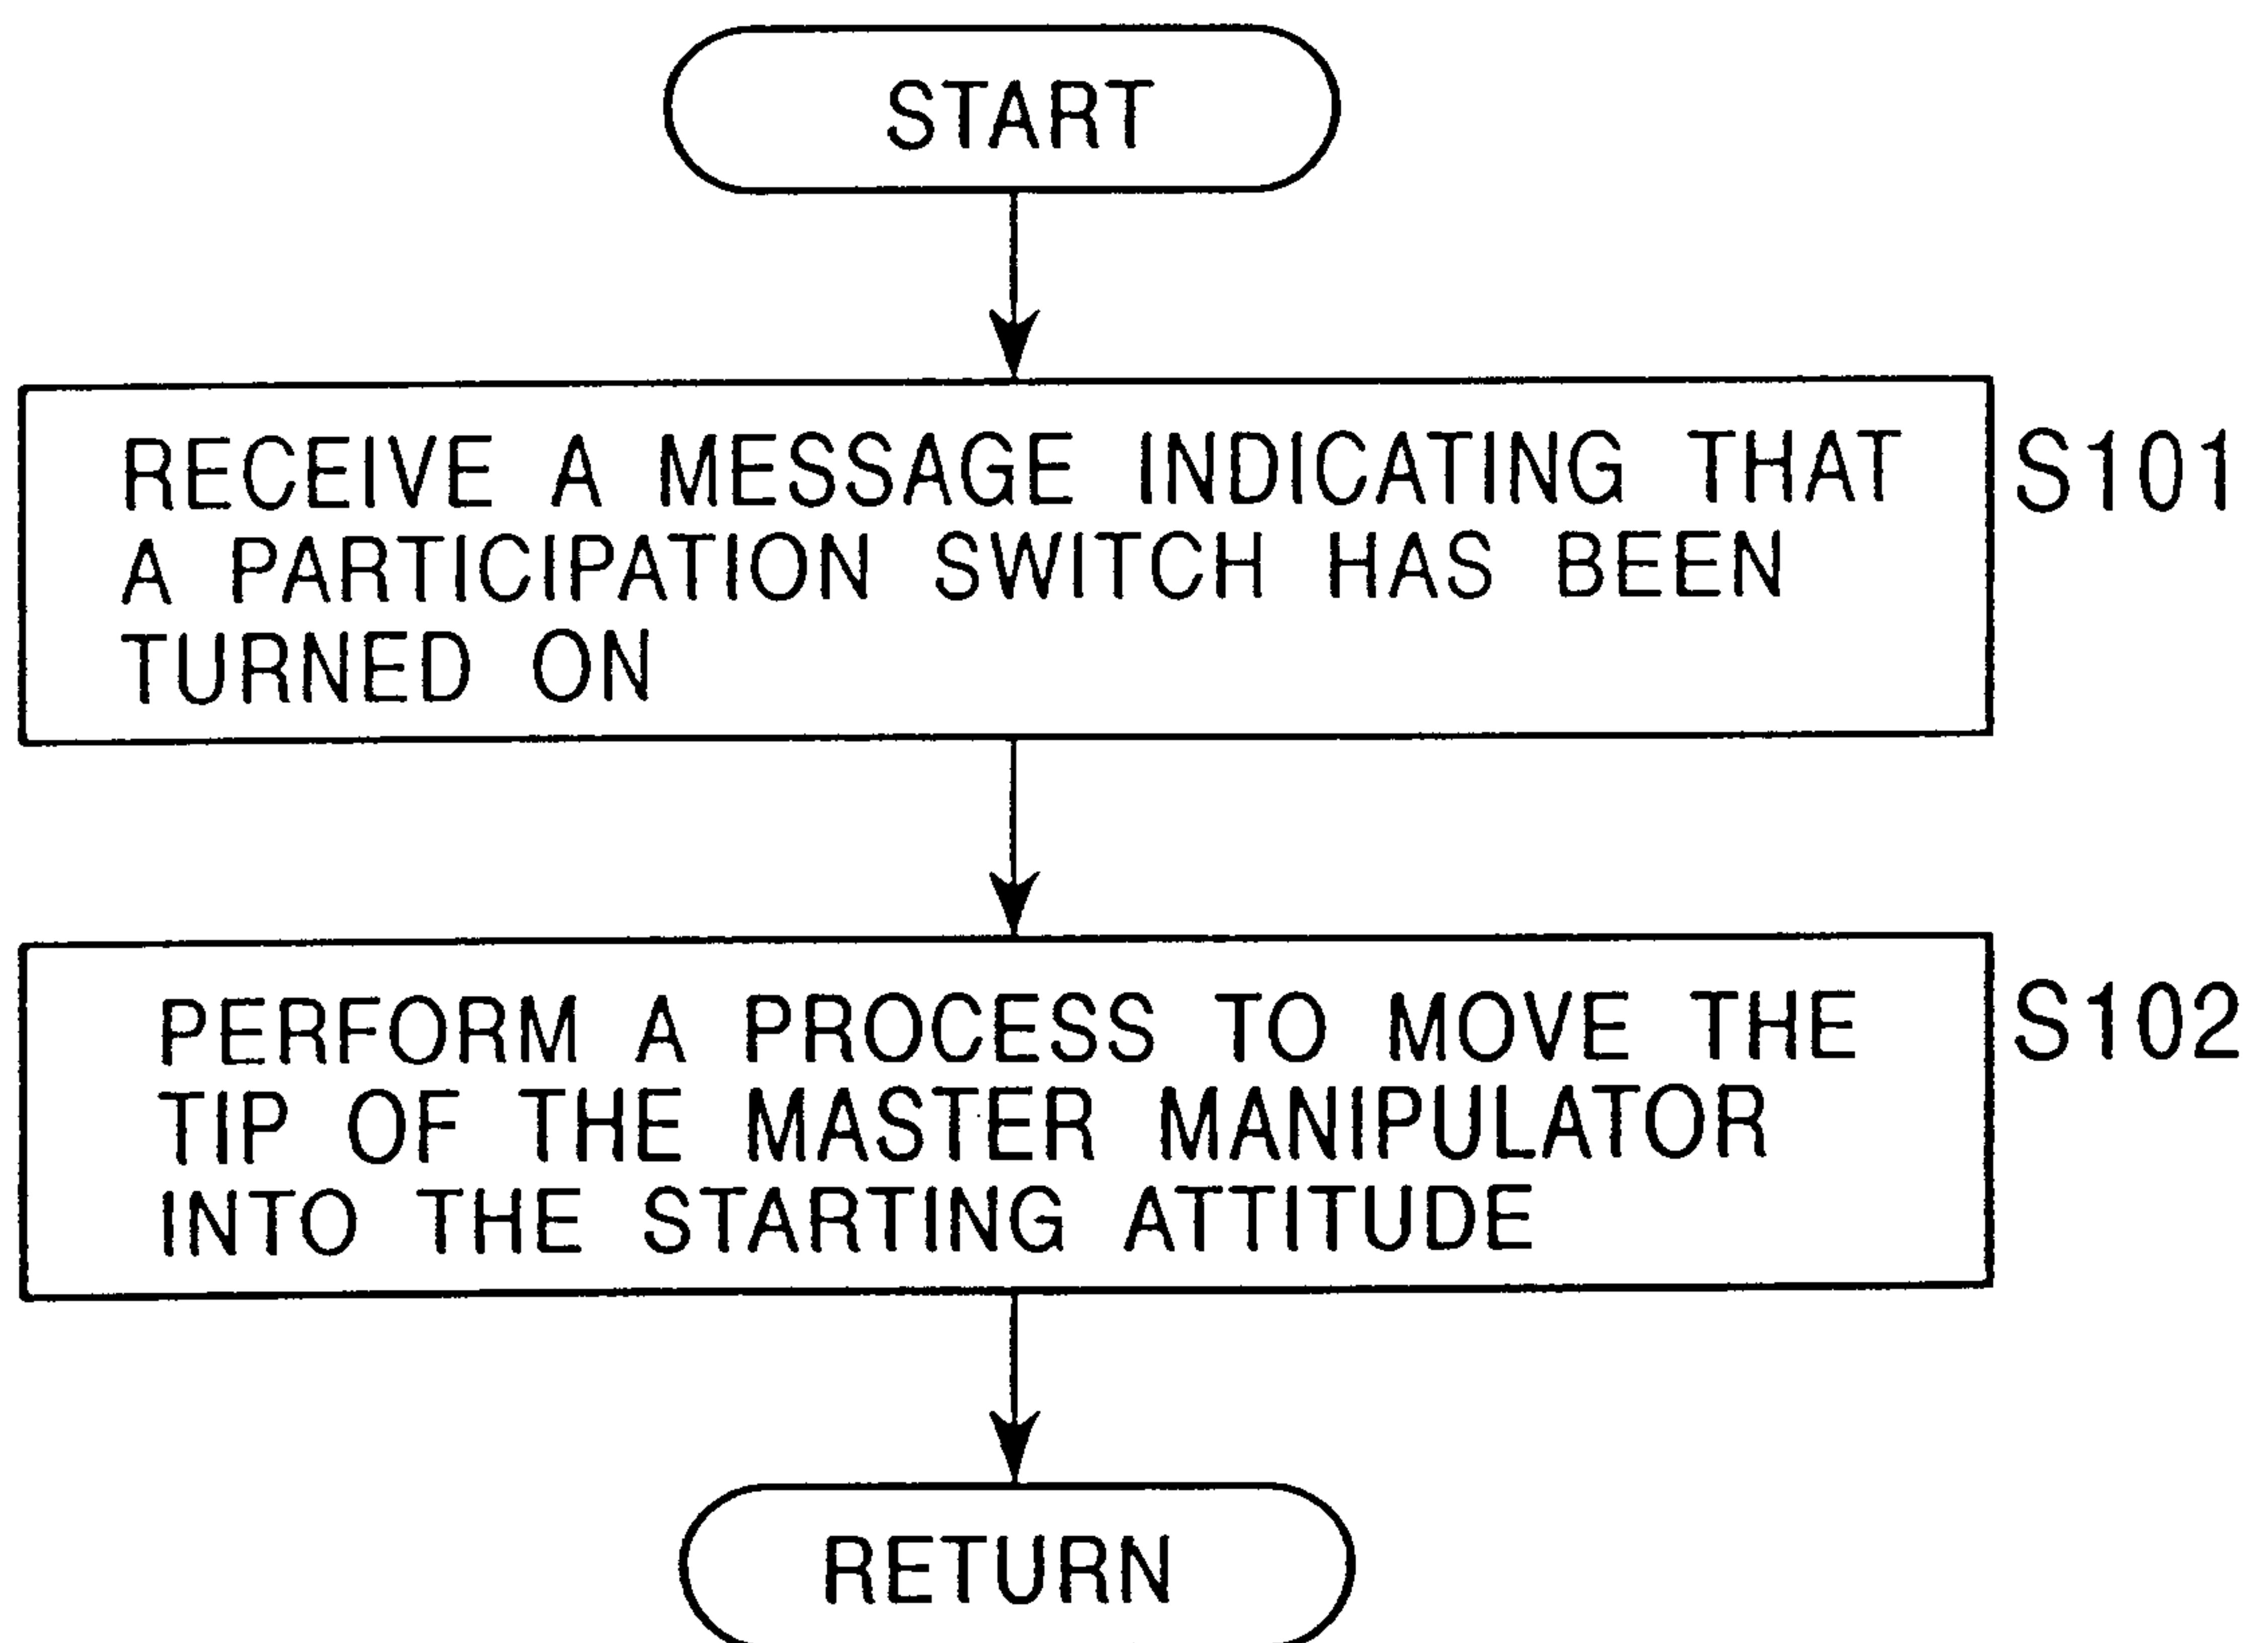 START
RECEIVE A MESSAGE INDICATING THAT
A PARTICIPATION SWITCH HAS BEEN
TURNED ON
S101
PERFORM A PROCESS TO MOVE THE
TIP OF THE MASTER MANIPULATOR
INTO THE STARTING ATTITUDE
S102
RETURN